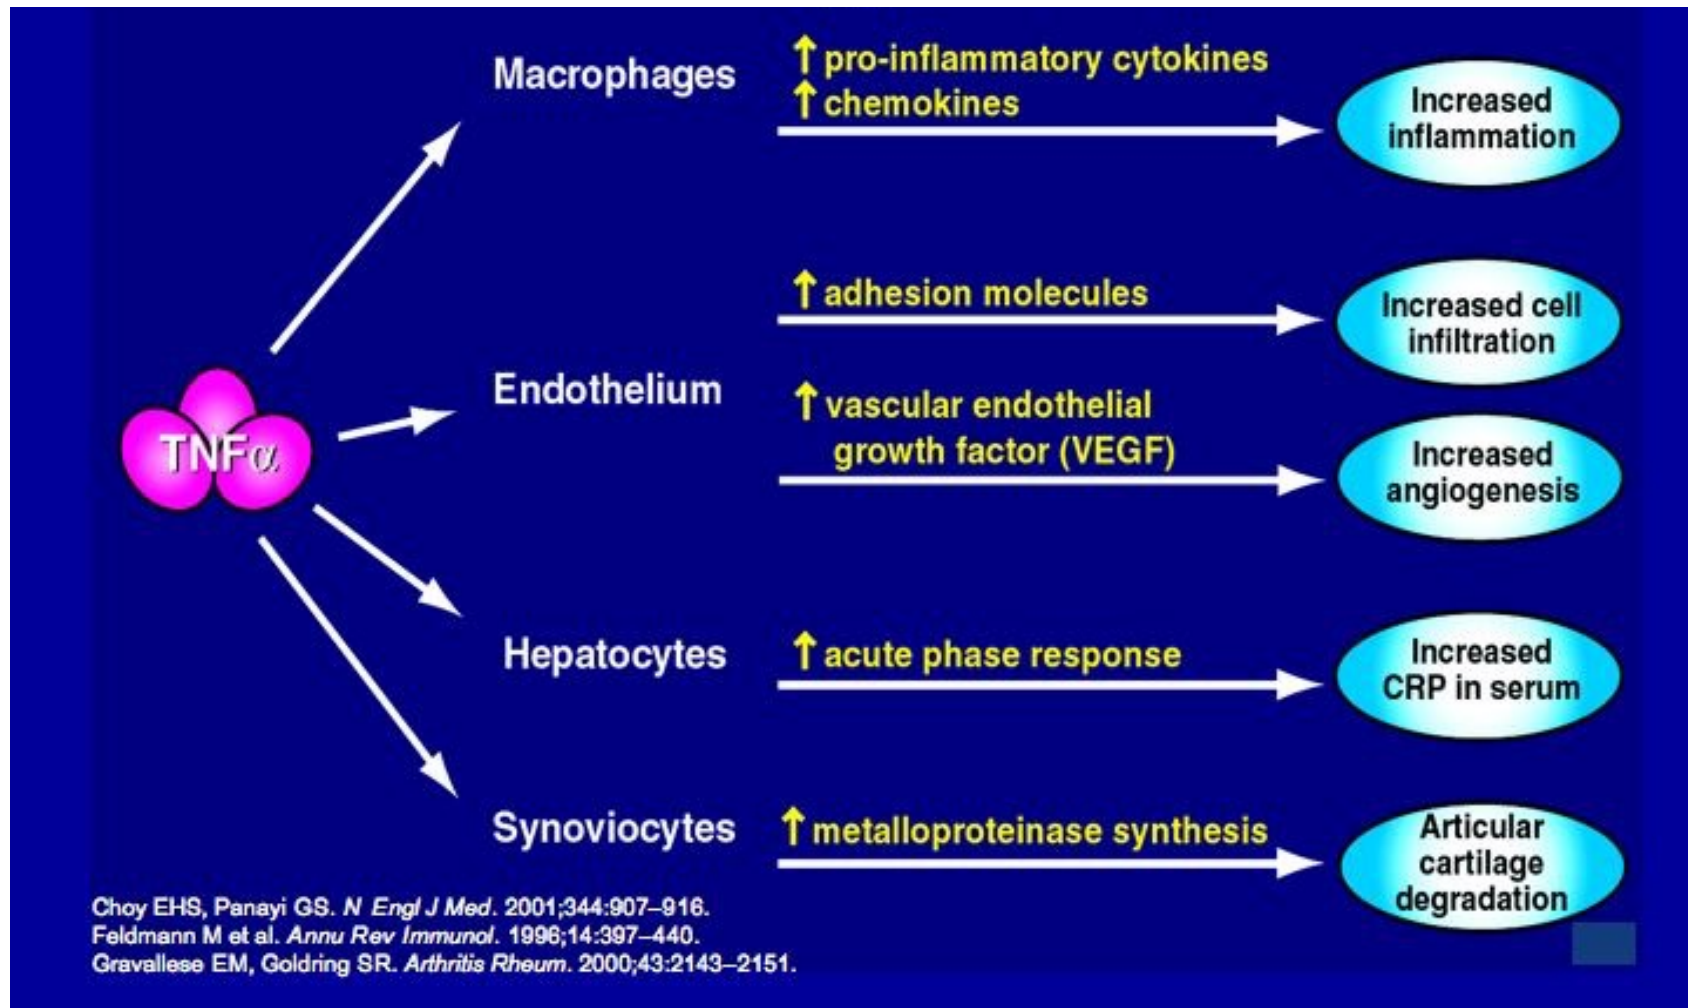 Macrophages
↑ pro-inflammatory cytokines
↑ chemokines
Increased
inflammation
↑ adhesion molecules
Increased cell
infiltration
Endothelium
↑ vascular endothelial
growth factor (VEGF)
Increased
angiogenesis
TNFα
Hepatocytes
↑ acute phase response
Increased
CRP in serum
Synoviocytes
↑ metalloproteinase synthesis
Articular
cartilage
degradation
Choy EHS, Panayi GS. N Engl J Med. 2001;344:907–916.
Feldmann M et al. Annu Rev Immunol. 1996;14:397–440.
Gravallese EM, Goldring SR. Arthritis Rheum. 2000;43:2143–2151.